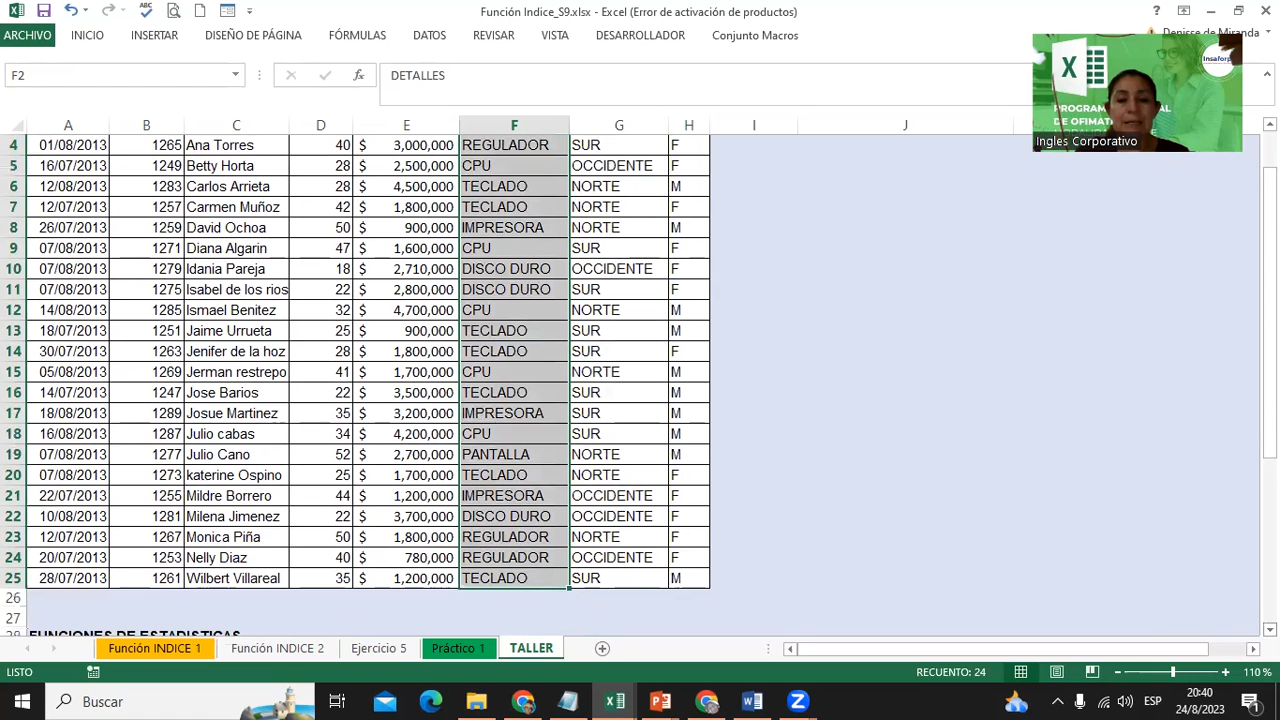 Función Indice_S9.xlsx - Excel (Error de activación de productos)
ARCHIVO INICIO INSERTAR DISEÑO DE PÁGINA FÓRMULAS DATOS REVISAR VISTA DESARROLLADOR Conjunto Macros
Denisse de Miranda
F2 fx DETALLES
Insaforp
DE OFIMATI
Ingles Corporativo
A B C D E F G H I J
4 01/08/2013 1265 Ana Torres 40 $ 3,000,000 REGULADOR SUR F
5 16/07/2013 1249 Betty Horta 28 $ 2,500,000 CPU OCCIDENTE F
6 12/08/2013 1283 Carlos Arrieta 28 $ 4,500,000 TECLADO NORTE M
7 12/07/2013 1257 Carmen Muñoz 42 $ 1,800,000 TECLADO NORTE F
8 26/07/2013 1259 David Ochoa 50 $ 900,000 IMPRESORA NORTE M
9 07/08/2013 1271 Diana Algarin 47 $ 1,600,000 CPU SUR F
10 07/08/2013 1279 Idania Pareja 18 $ 2,710,000 DISCO DURO OCCIDENTE F
11 07/08/2013 1275 Isabel de los rios 22 $ 2,800,000 DISCO DURO SUR F
12 14/08/2013 1285 Ismael Benitez 32 $ 4,700,000 CPU NORTE M
13 18/07/2013 1251 Jaime Urrueta 25 $ 900,000 TECLADO SUR M
14 30/07/2013 1263 Jenifer de la hoz 28 $ 1,800,000 TECLADO SUR F
15 05/08/2013 1269 Jerman restrepo 41 $ 1,700,000 CPU NORTE M
16 14/07/2013 1247 Jose Barios 22 $ 3,500,000 TECLADO SUR M
17 18/08/2013 1289 Josue Martinez 35 $ 3,200,000 IMPRESORA SUR M
18 16/08/2013 1287 Julio cabas 34 $ 4,200,000 CPU SUR M
19 07/08/2013 1277 Julio Cano 52 $ 2,700,000 PANTALLA NORTE M
20 07/08/2013 1273 katerine Ospino 25 $ 1,700,000 TECLADO NORTE F
21 22/07/2013 1255 Mildre Borrero 44 $ 1,200,000 IMPRESORA OCCIDENTE F
22 10/08/2013 1281 Milena Jimenez 22 $ 3,700,000 DISCO DURO OCCIDENTE F
23 12/07/2013 1267 Monica Piña 50 $ 1,800,000 REGULADOR NORTE F
24 20/07/2013 1253 Nelly Diaz 40 $ 780,000 REGULADOR OCCIDENTE F
25 28/07/2013 1261 Wilbert Villareal 35 $ 1,200,000 TECLADO SUR M
26
27
28 FUNCIONES DE ESTADISTICAS
Función INDICE 1 Función INDICE 2 Ejercicio 5 Práctico 1 TALLER
LISTO RECUENTO: 24 110 %
Buscar ESP 20:40
24/8/2023